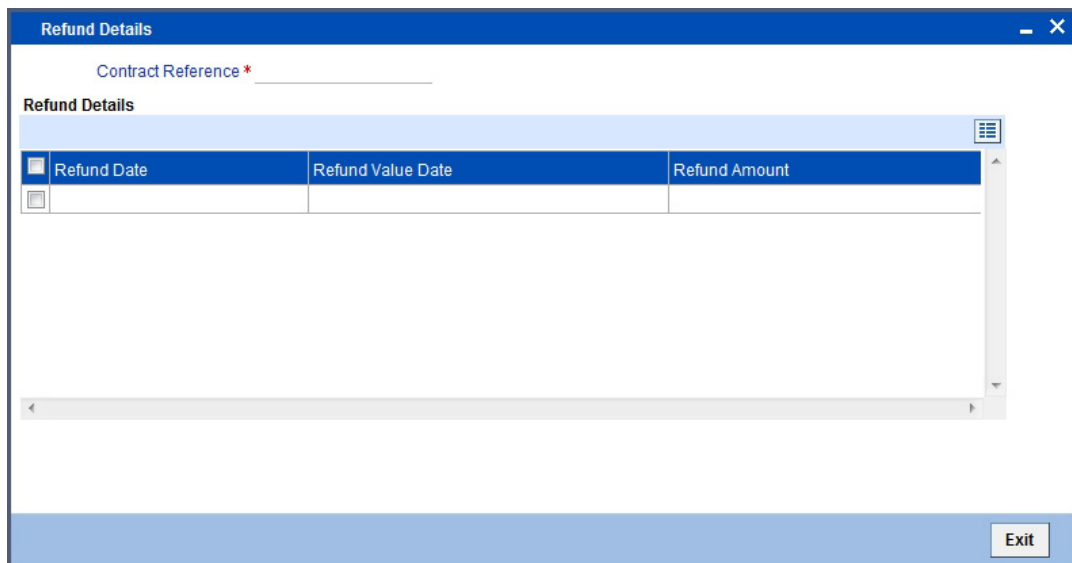 Refund Details
Contract Reference *
Refund Details
Refund Date Refund Value Date Refund Amount
Exit